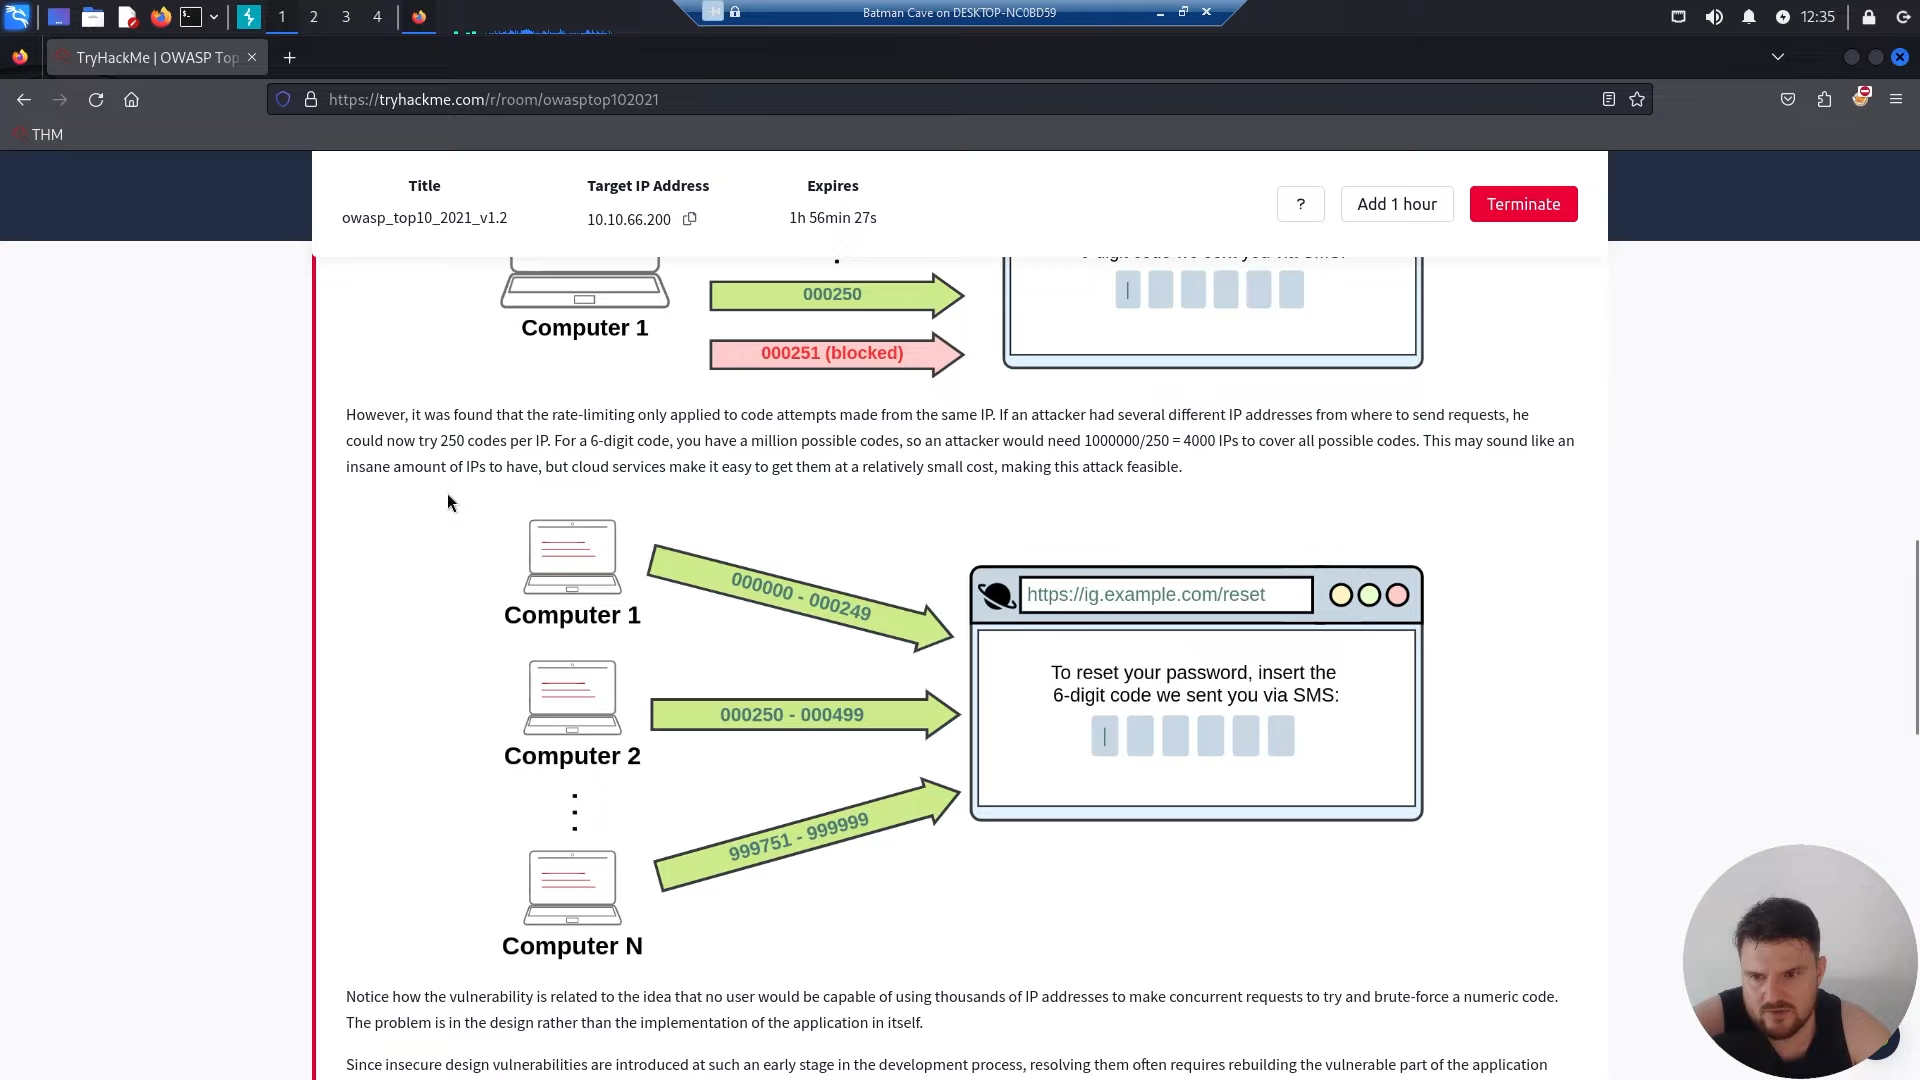 1 2 3 4
Batman Cave on DESKTOP-NC0BD59
12:35
TryHackMe | OWASP Top
https://tryhackme.com/r/room/owasptop102021
THM
Title
Target IP Address
Expires
owasp_top10_2021_v1.2
10.10.66.200
1h 56min 27s
?
Add 1 hour
Terminate
6-digit code we sent you via SMS:
000250
Computer 1
000251 (blocked)
However, it was found that the rate-limiting only applied to code attempts made from the same IP. If an attacker had several different IP addresses from where to send requests, he
could now try 250 codes per IP. For a 6-digit code, you have a million possible codes, so an attacker would need 1000000/250 = 4000 IPs to cover all possible codes. This may sound like an
insane amount of IPs to have, but cloud services make it easy to get them at a relatively small cost, making this attack feasible.
000000 - 000249
Computer 1
https://ig.example.com/reset
To reset your password, insert the
6-digit code we sent you via SMS:
000250 - 000499
Computer 2
999751 - 999999
Computer N
Notice how the vulnerability is related to the idea that no user would be capable of using thousands of IP addresses to make concurrent requests to try and brute-force a numeric code.
The problem is in the design rather than the implementation of the application in itself.
Since insecure design vulnerabilities are introduced at such an early stage in the development process, resolving them often requires rebuilding the vulnerable part of the application